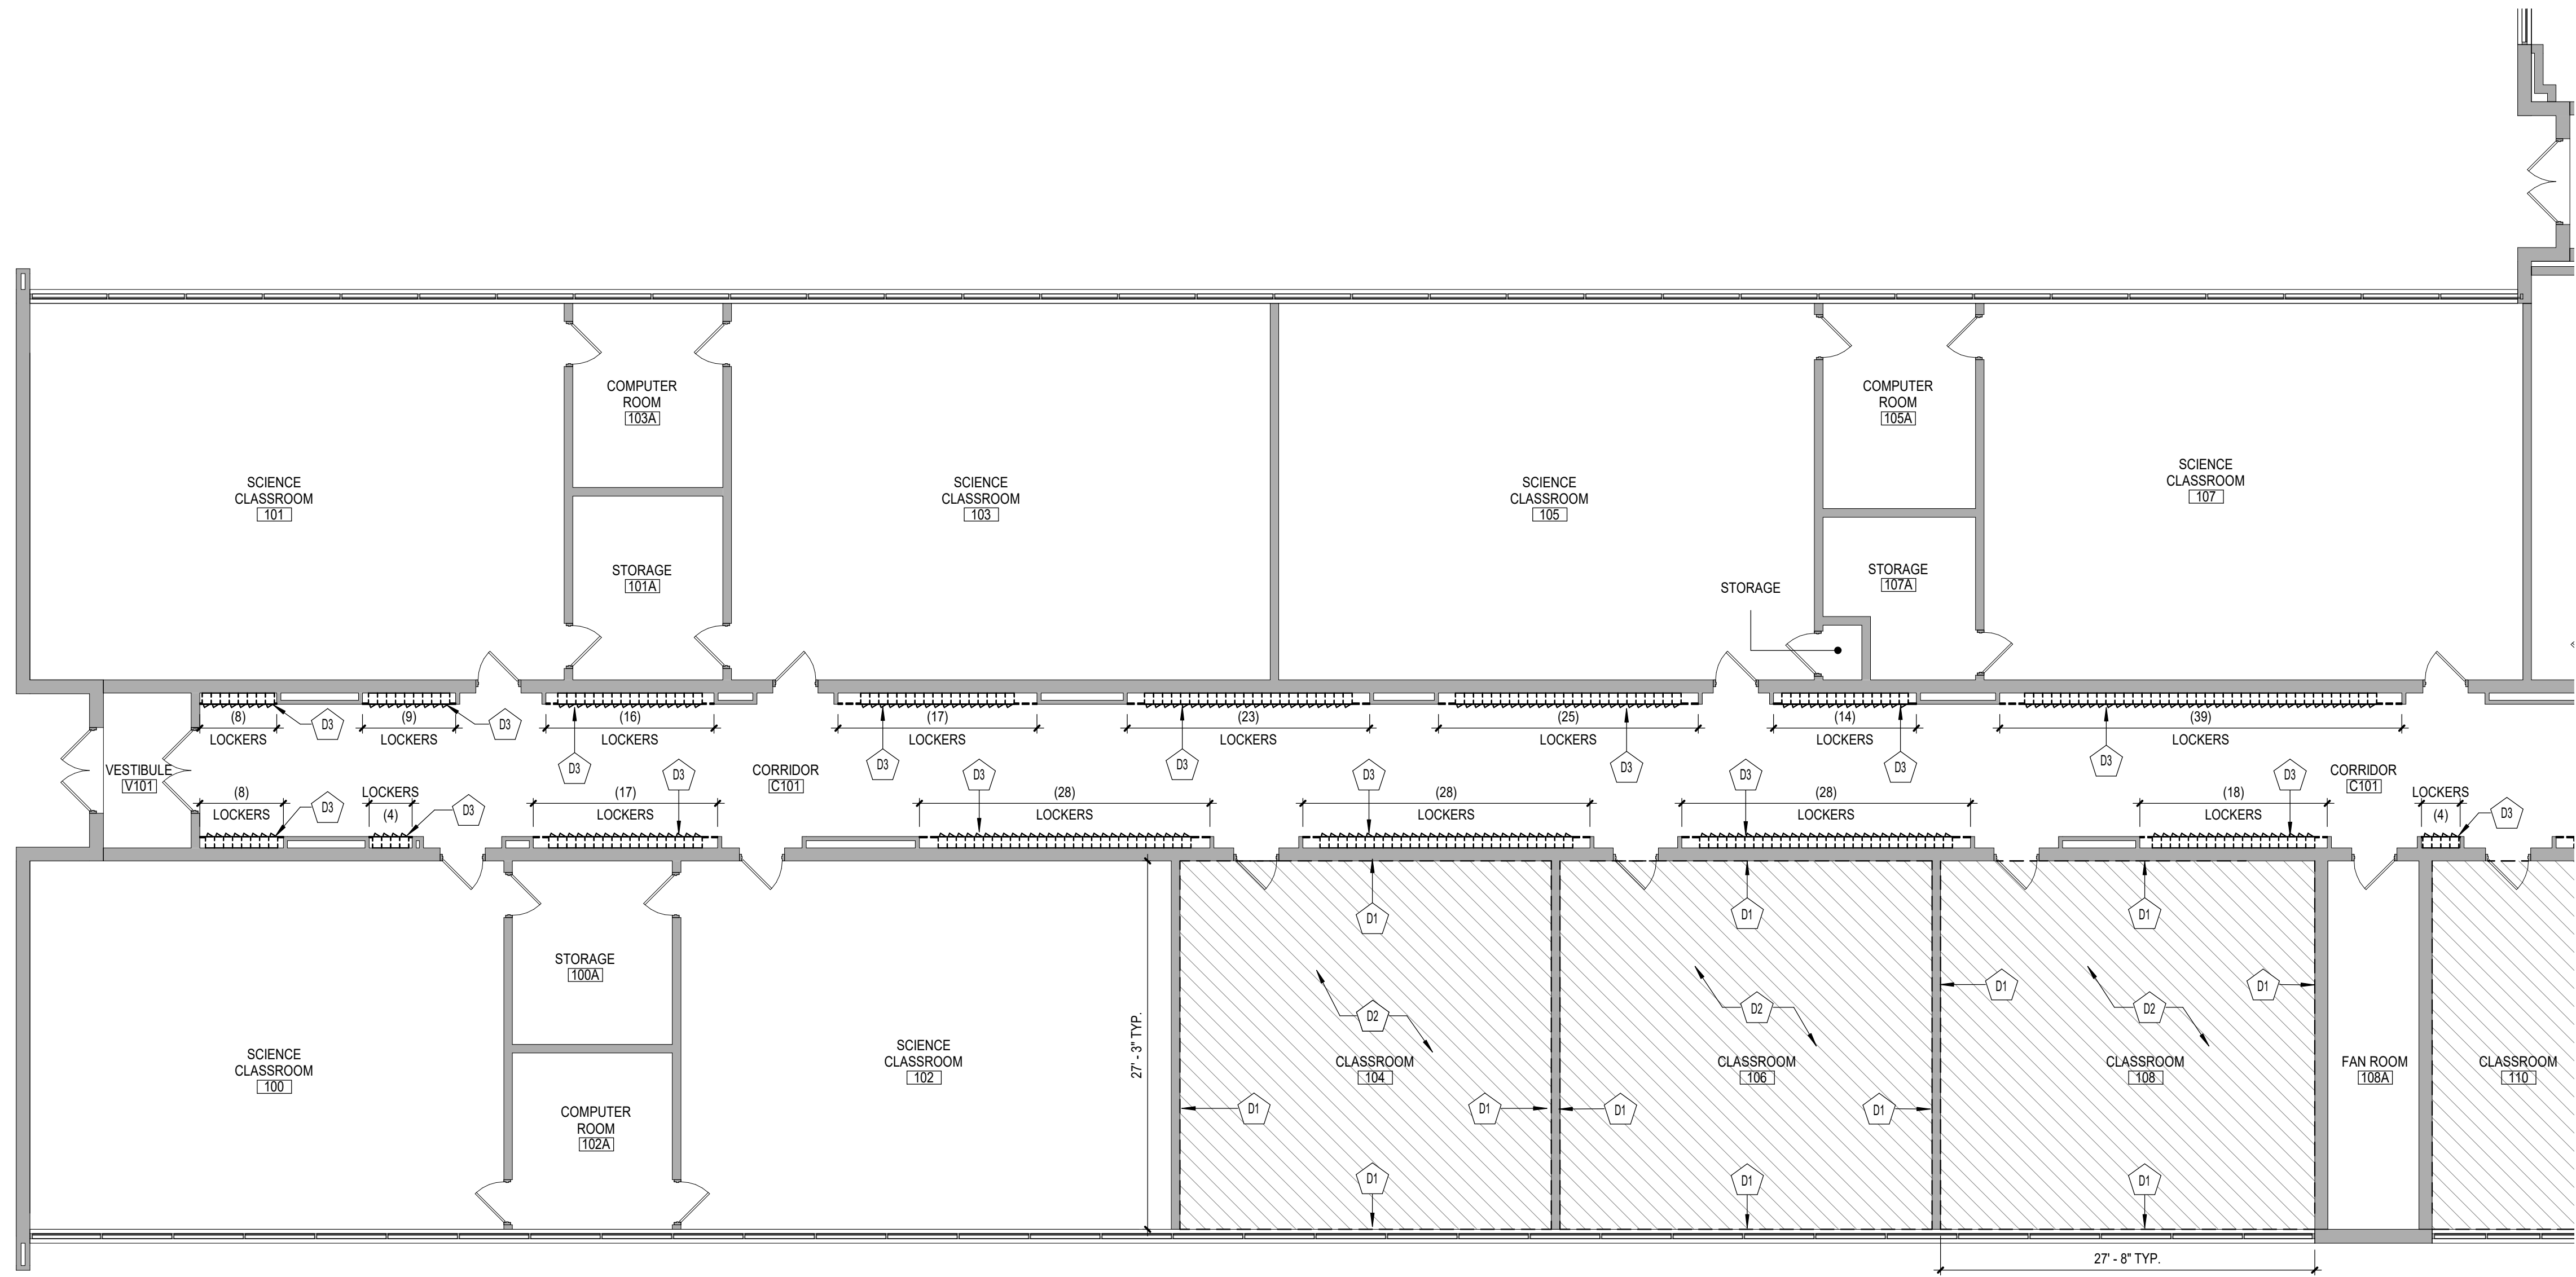 COMPUTER
ROOM
103A
COMPUTER
ROOM
105A
SCIENCE
CLASSROOM
101
SCIENCE
CLASSROOM
103
SCIENCE
CLASSROOM
105
SCIENCE
CLASSROOM
107
STORAGE
101A
STORAGE
STORAGE
107A
(8)
LOCKERS
D3
(9)
LOCKERS
D3
(16)
LOCKERS
D3
(17)
LOCKERS
D3
(23)
LOCKERS
D3
(25)
LOCKERS
D3
(14)
LOCKERS
D3
(39)
LOCKERS
D3
VESTIBULE
V101
CORRIDOR
C101
CORRIDOR
C101
(8)
LOCKERS
D3
LOCKERS
(4)
D3
(17)
LOCKERS
D3
(28)
LOCKERS
D3
(28)
LOCKERS
D3
(28)
LOCKERS
D3
(18)
LOCKERS
D3
LOCKERS
(4)
D3
D1
D1
D1
STORAGE
100A
D1
D1
D2
D2
D2
27' - 3" TYP.
SCIENCE
CLASSROOM
100
SCIENCE
CLASSROOM
102
CLASSROOM
104
CLASSROOM
106
CLASSROOM
108
FAN ROOM
108A
CLASSROOM
110
COMPUTER
ROOM
102A
D1
D1
D1
D1
D1
D1
D1
27' - 8" TYP.